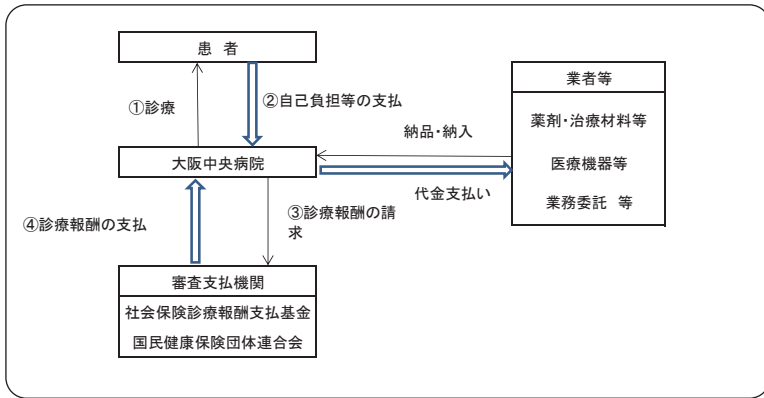 患 者
①診療
②自己負担等の支払
大阪中央病院
納品・納入
代金支払い
業者等
薬剤・治療材料等
医療機器等
業務委託 等
④診療報酬の支払
③診療報酬の請
求
審査支払機関
社会保険診療報酬支払基金
国民健康保険団体連合会